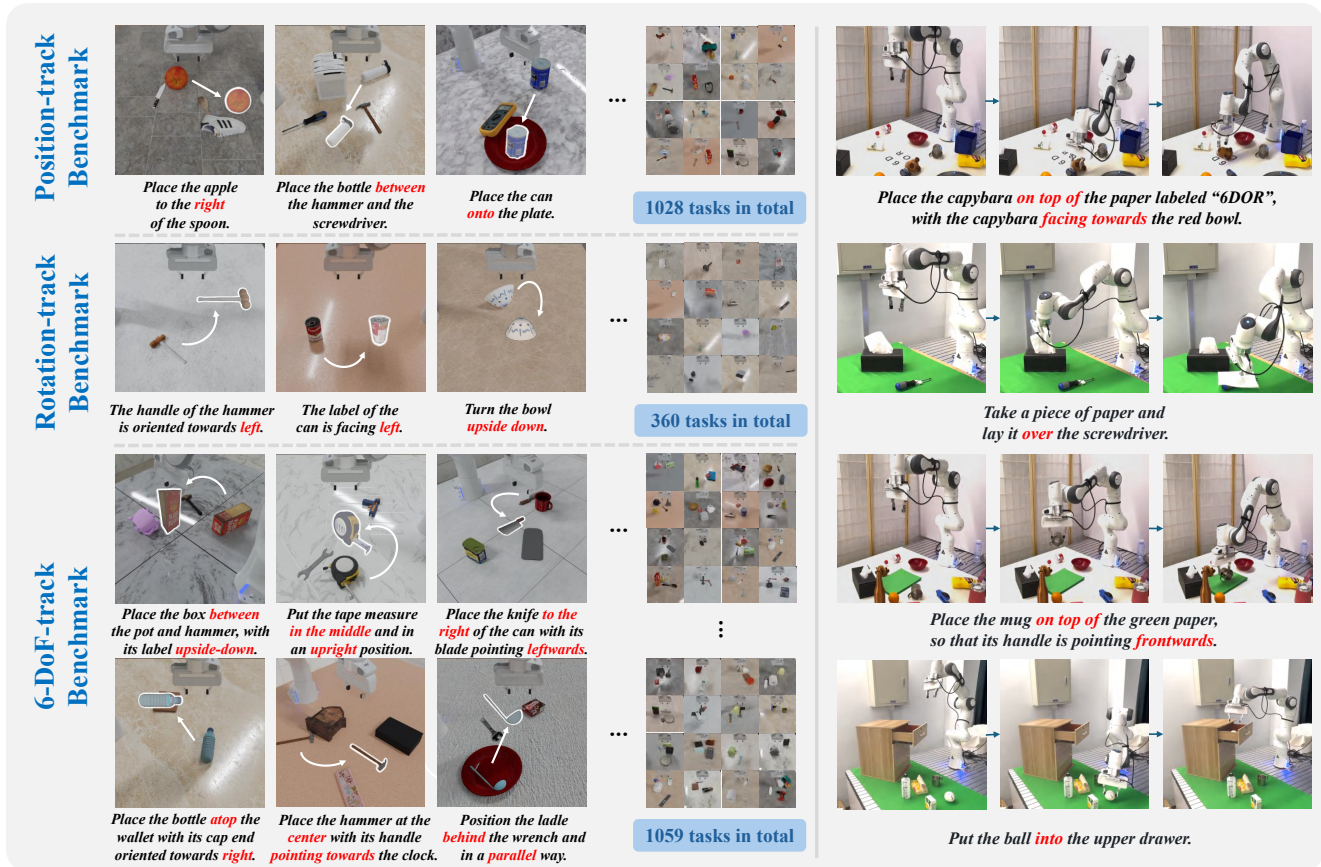 Position-track
Benchmark
Place the apple
to the right
of the spoon.
Place the bottle between
the hammer and the
screwdriver.
Place the can
onto the plate.
...
1028 tasks in total
Place the capybara on top of the paper labeled “6DOR”,
with the capybara facing towards the red bowl.
Rotation-track
Benchmark
The handle of the hammer
is oriented towards left.
The label of the
can is facing left.
Turn the bowl
upside down.
...
360 tasks in total
Take a piece of paper and
lay it over the screwdriver.
6-DoF-track
Benchmark
Place the box between
the pot and hammer, with
its label upside-down.
Put the tape measure
in the middle and in
an upright position.
Place the knife to the
right of the can with its
blade pointing leftwards.
...
Place the mug on top of the green paper,
so that its handle is pointing frontwards.
Place the bottle atop the
wallet with its cap end
oriented towards right.
Place the hammer at the
center with its handle
pointing towards the clock.
Position the ladle
behind the wrench and
in a parallel way.
...
1059 tasks in total
Put the ball into the upper drawer.